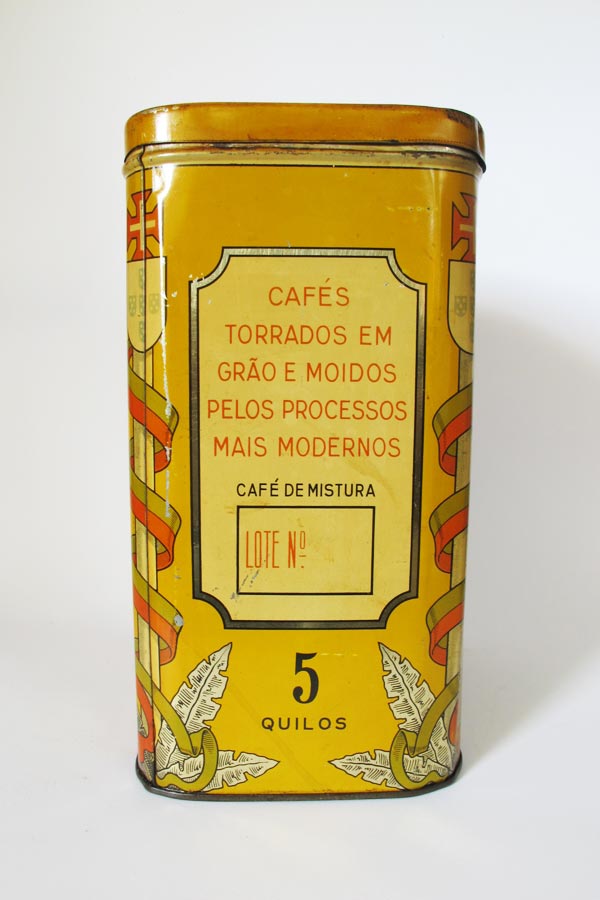 CAFÉS
TORRADOS EM
GRÃO E MOIDOS
PELOS PROCESSOS
MAIS MODERNOS
CAFÉ DE MISTURA
LOTE Nº
5
QUILOS